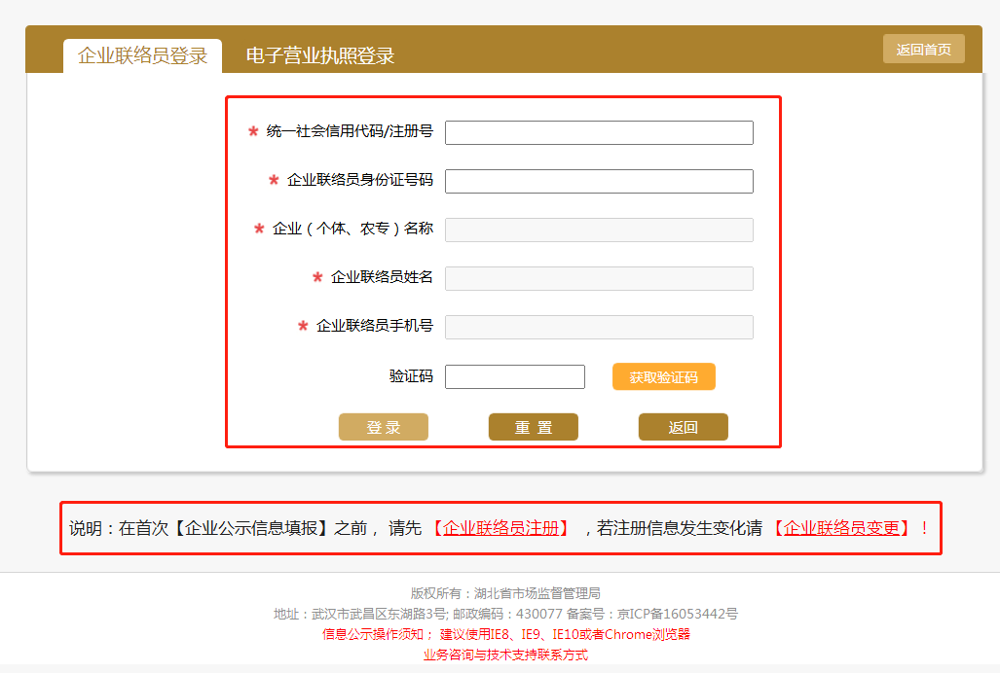 企业联络员登录 电子营业执照登录 返回首页
* 统一社会信用代码/注册号
* 企业联络员身份证号码
* 企业（个体、农专）名称
* 企业联络员姓名
* 企业联络员手机号
验证码 获取验证码
登 录 重 置 返回
说明：在首次【企业公示信息填报】之前，请先 【企业联络员注册】 ，若注册信息发生变化请 【企业联络员变更】！
版权所有：湖北省市场监督管理局
地址：武汉市武昌区东湖路3号; 邮政编码：430077 备案号：京ICP备16053442号
信息公示操作须知； 建议使用IE8、IE9、IE10或者Chrome浏览器
业务咨询与技术支持联系方式